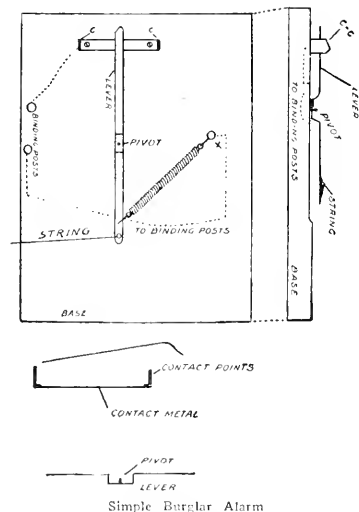 C C
C-C
LEVER
LEVER
TO BINDING POSTS
BINDING POSTS
PIVOT
PIVOT
X
STRING
STRING
TO BINDING POSTS
BASE
BASE
CONTACT POINTS
CONTACT METAL
PIVOT
LEVER
Simple Burglar Alarm